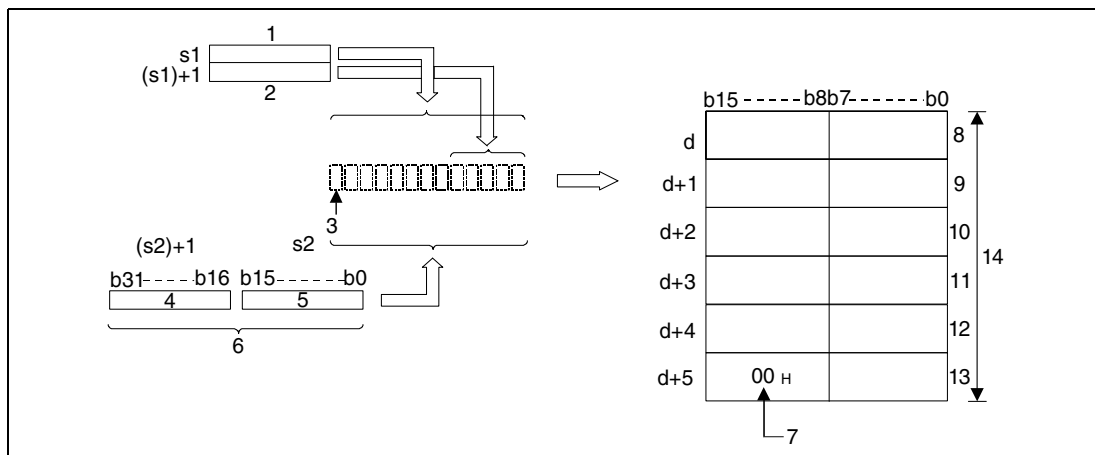 1
s1
(s1)+1
2
3
(s2)+1 s2
b31-----b16 b15------b0
4 5
6
b15------b8b7------b0
d 8
d+1 9
d+2 10
14
d+3 11
d+4 12
d+5 00 H 13
7